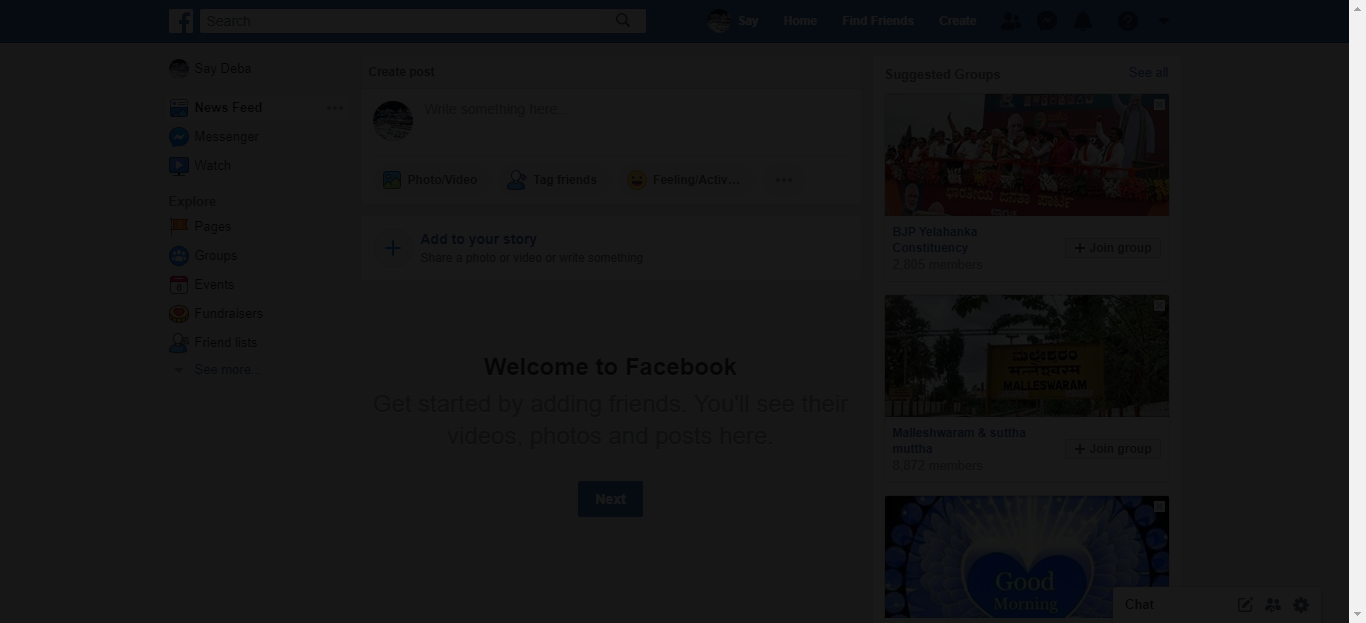 Search
Say
Home
Find Friends
Create
Say Deba
News Feed
Messenger
Watch
Explore
Pages
Groups
Events
Fundraisers
Friend lists
See more...
Create post
Write something here...
Photo/Video
Tag friends
Feeling/Activ...
Add to your story
Share a photo or video or write something
Welcome to Facebook
Get started by adding friends. You'll see their
videos, photos and posts here.
Next
Suggested Groups
See all
ಭಾರತೀಯ ಜನತಾ ಪಾರ್ಟಿ
BJP Yelahanka
Constituency
Join group
MALLESWARAM
Malleshwaram & suttha
muttha
8,872 members
Join group
Good
Morning
Chat